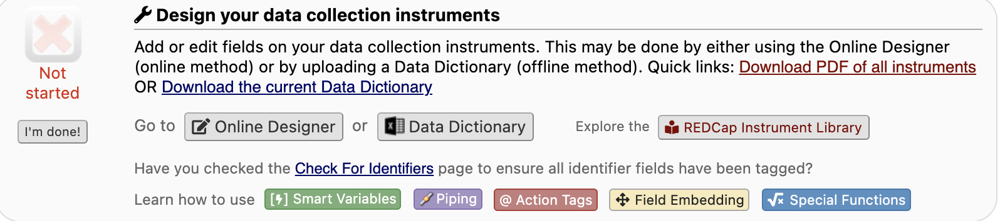 Design your data collection instruments
Not
started
I'm done!
Add or edit fields on your data collection instruments. This may be done by either using the Online Designer
(online method) or by uploading a Data Dictionary (offline method). Quick links: Download PDF of all instruments
OR Download the current Data Dictionary
Go to Online Designer or Data Dictionary Explore the REDCap Instrument Library
Have you checked the Check For Identifiers page to ensure all identifier fields have been tagged?
Learn how to use [⚡] Smart Variables Piping @ Action Tags Field Embedding √x Special Functions